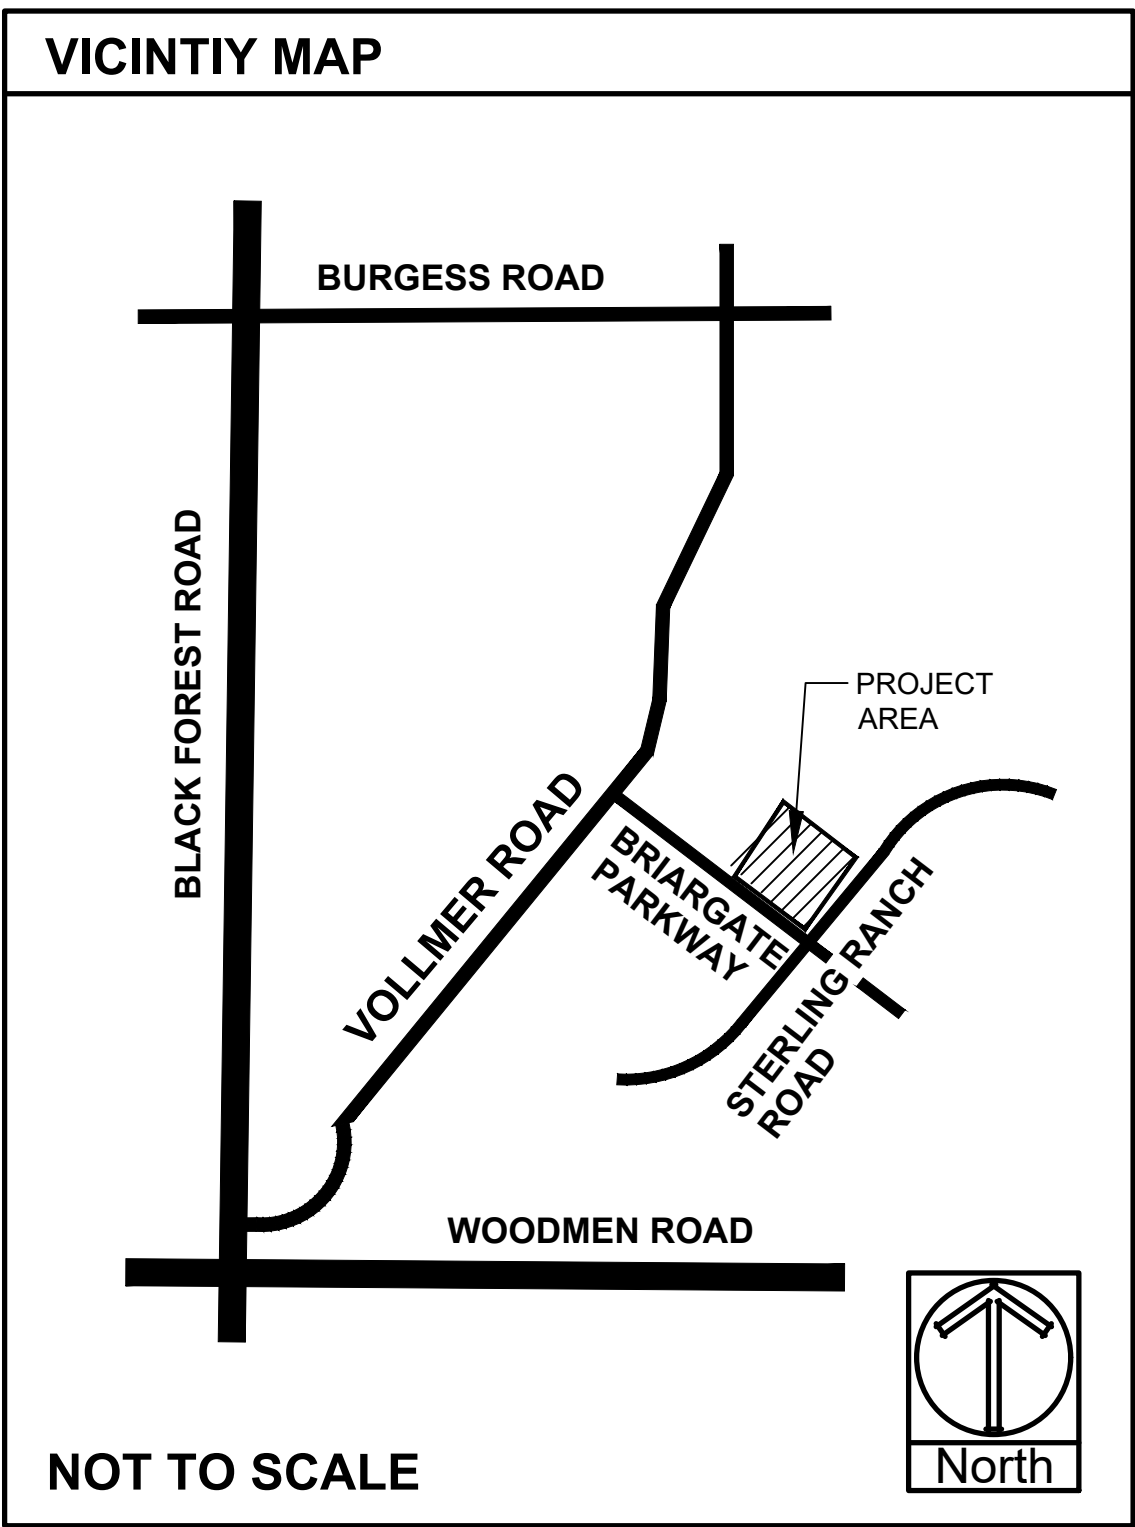 VICINTIY MAP
BURGESS ROAD
BLACK FOREST ROAD
PROJECT
AREA
VOLLMER ROAD
BRIARGATE
PARKWAY
STERLING RANCH
ROAD
WOODMEN ROAD
NOT TO SCALE
North